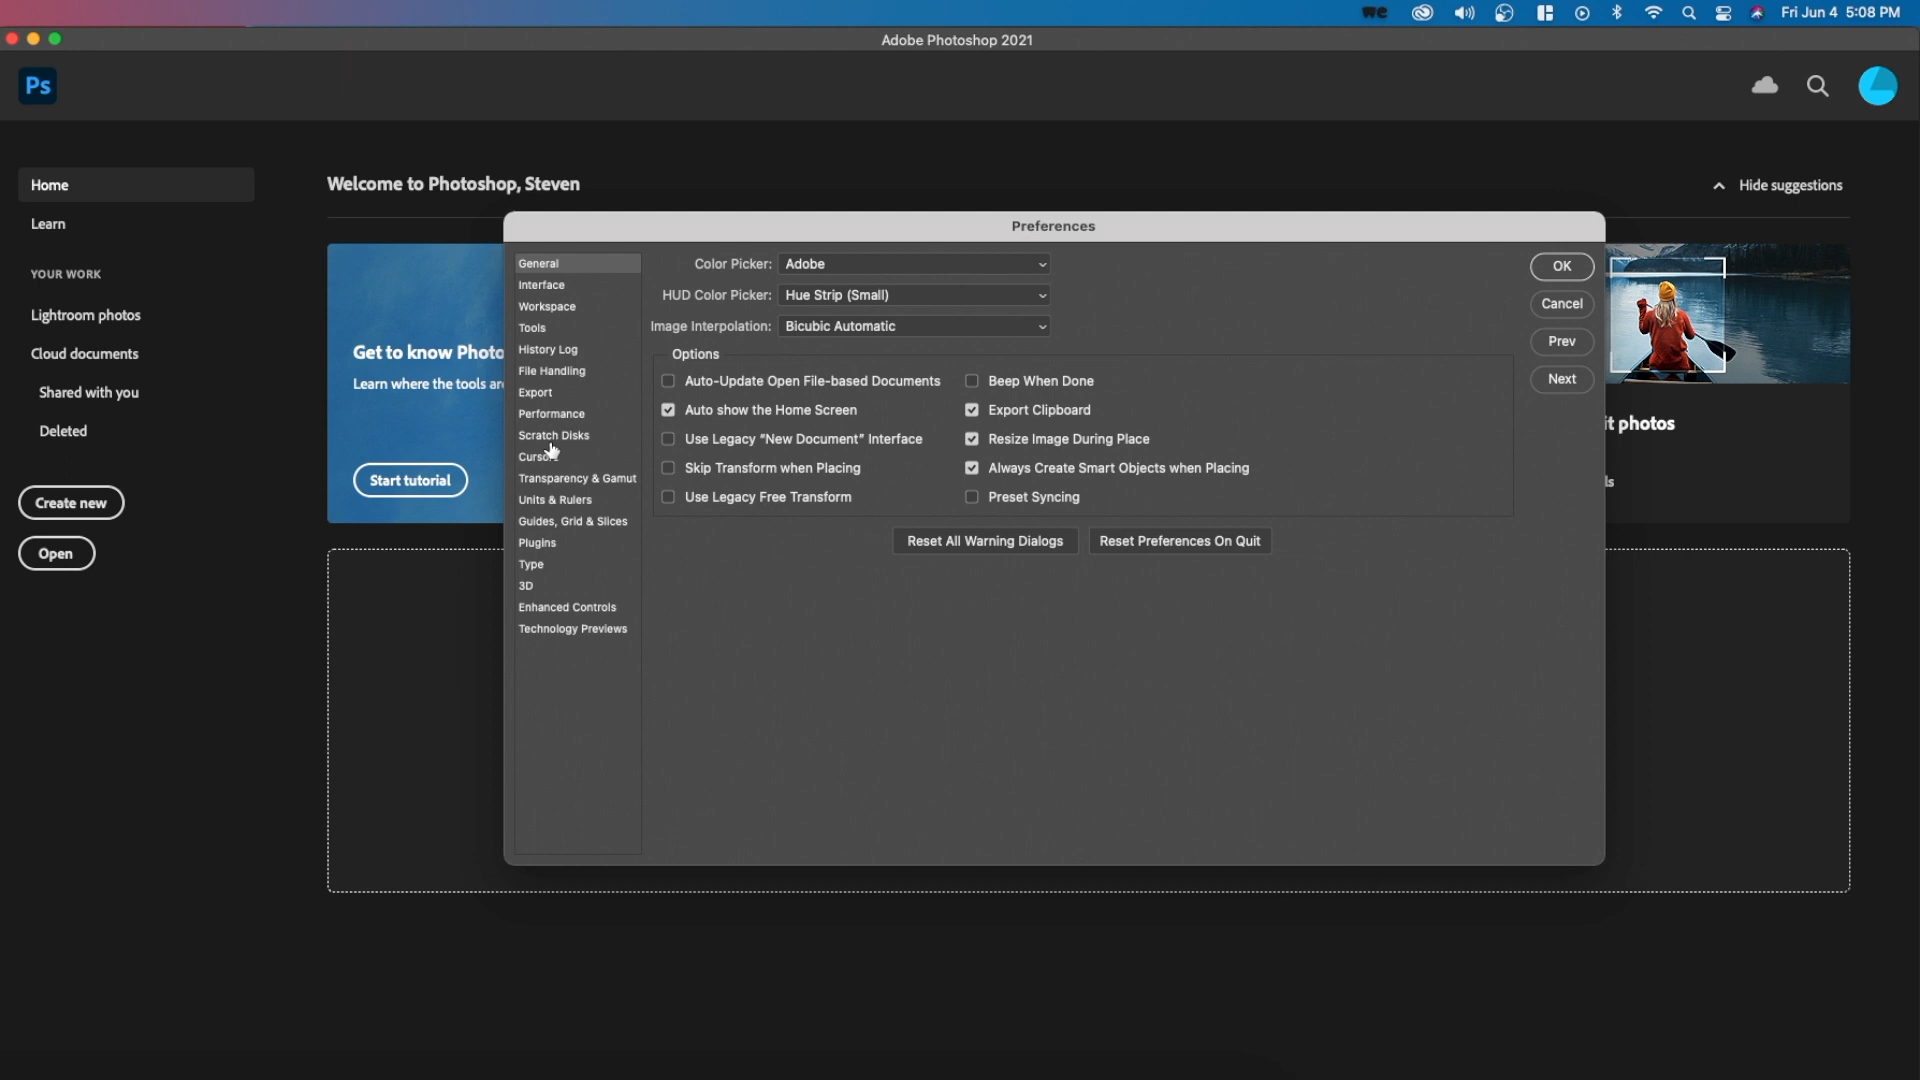 we
Fri Jun 4 5:08 PM
Adobe Photoshop 2021
Ps
Home
Learn
YOUR WORK
Lightroom photos
Cloud documents
Shared with you
Deleted
Create new
Open
Welcome to Photoshop, Steven
Hide suggestions
Get to know Photo
Learn where the tools are
Start tutorial
it photos
ls
Preferences
General
Interface
Workspace
Tools
History Log
File Handling
Export
Performance
Scratch Disks
Transparency & Gamut
Units & Rulers
Guides, Grid & Slices
Plugins
Type
3D
Enhanced Controls
Technology Previews
Color Picker: Adobe
HUD Color Picker: Hue Strip (Small)
Image Interpolation: Bicubic Automatic
Options
Auto-Update Open File-based Documents
Beep When Done
Auto show the Home Screen
Export Clipboard
Use Legacy "New Document" Interface
Resize Image During Place
Skip Transform when Placing
Always Create Smart Objects when Placing
Use Legacy Free Transform
Preset Syncing
Reset All Warning Dialogs
Reset Preferences On Quit
OK
Cancel
Prev
Next